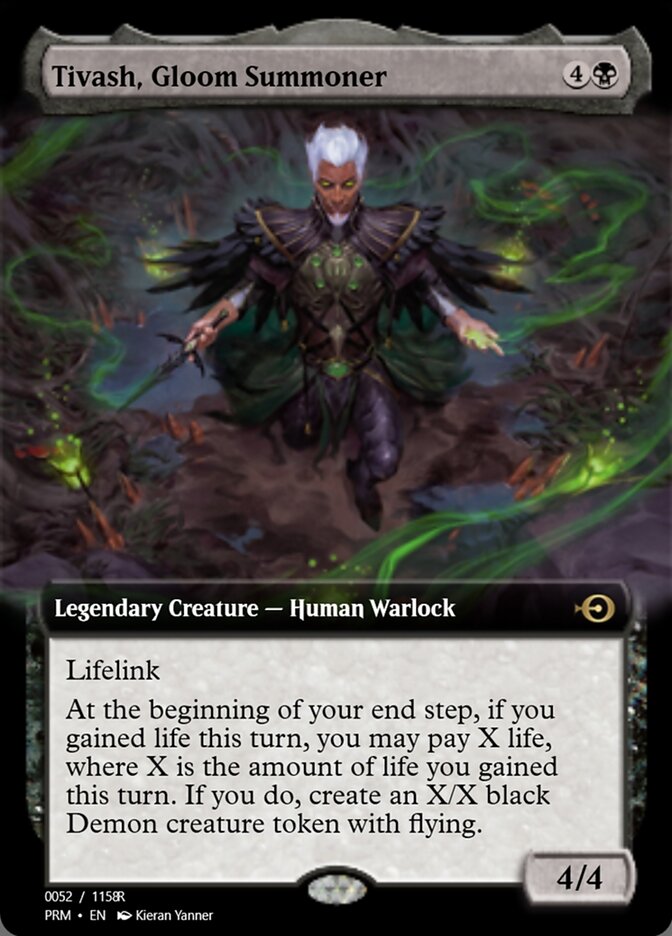 Tivash, Gloom Summoner 4
Legendary Creature — Human Warlock
Lifelink
At the beginning of your end step, if you
gained life this turn, you may pay X life,
where X is the amount of life you gained
this turn. If you do, create an X/X black
Demon creature token with flying.
4/4
0052 / 1158R
PRM • EN Kieran Yanner